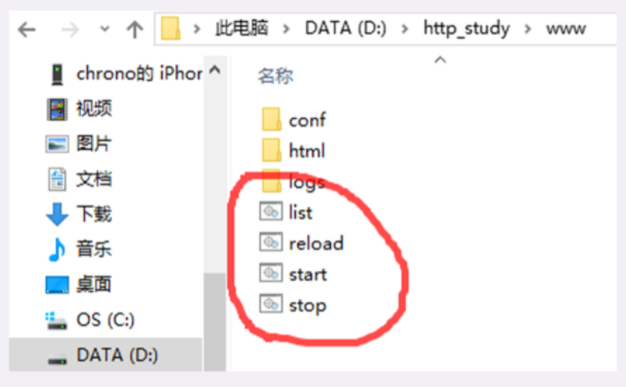 此电脑 > DATA (D:) > http_study > www
chrono的 iPhor
视频
图片
文档
下载
音乐
桌面
OS (C:)
DATA (D:)
名称
conf
html
logs
list
reload
start
stop